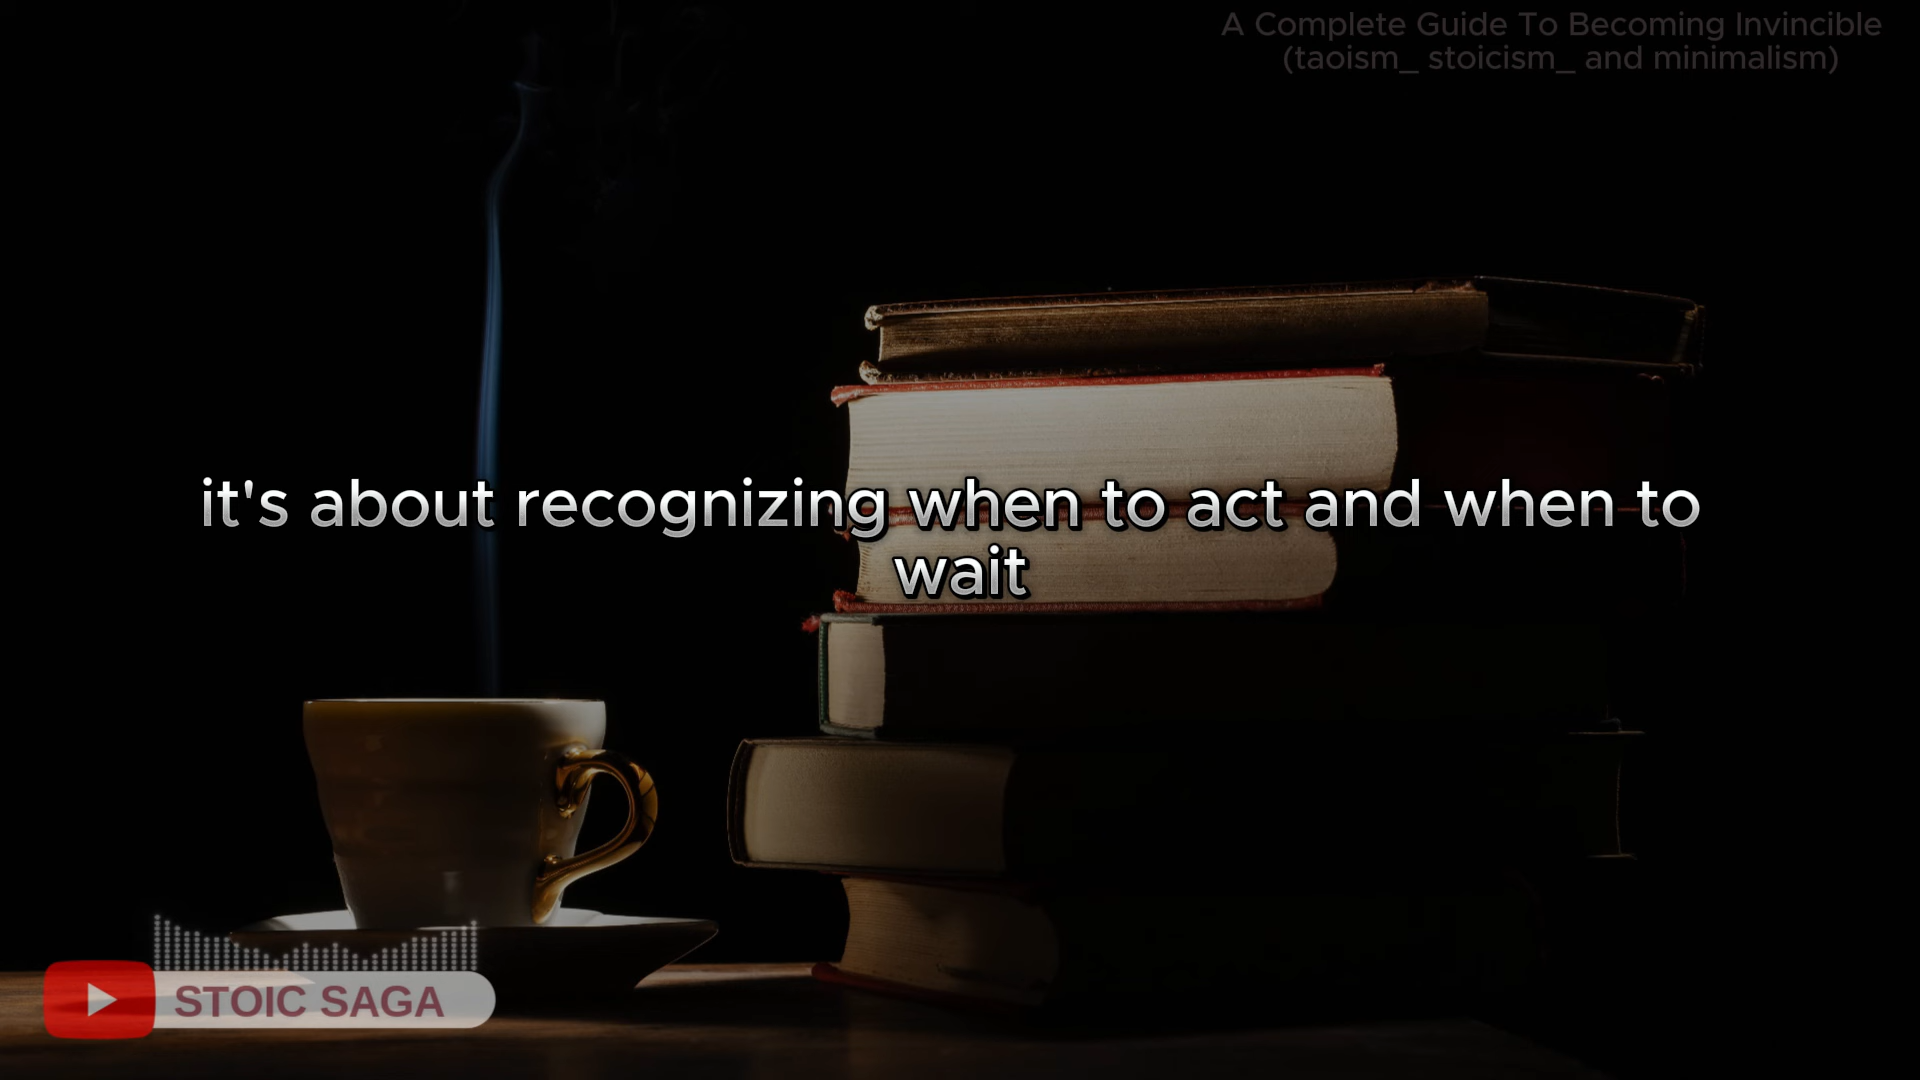 A Complete Guide To Becoming Invincible
(taoism_ stoicism_ and minimalism)
it's about recognizing when to act and when to
wait
STOIC SAGA